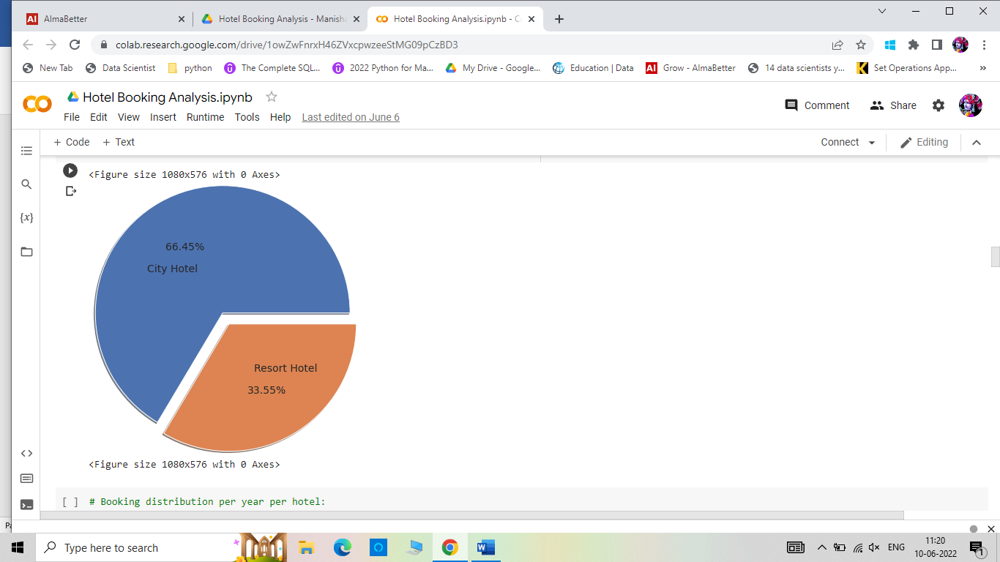 AlmaBetter
Hotel Booking Analysis - Manisha
Hotel Booking Analysis.ipynb - C
colab.research.google.com/drive/1owZwFnrxH46ZVxcpwzeeStMG09pCzBD3
New Tab
Data Scientist
python
The Complete SQL...
2022 Python for Ma...
My Drive - Google...
Education | Data
Grow - AlmaBetter
14 data scientists y...
Set Operations App...
»
Hotel Booking Analysis.ipynb
Comment
Share
File Edit View Insert Runtime Tools Help Last edited on June 6
+ Code + Text
Connect
Editing
<Figure size 1080x576 with 0 Axes>
{x}
66.45%
City Hotel
Resort Hotel
33.55%
<Figure size 1080x576 with 0 Axes>
[ ] # Booking distribution per year per hotel:
Type here to search
ENG
11:20
10-06-2022
1